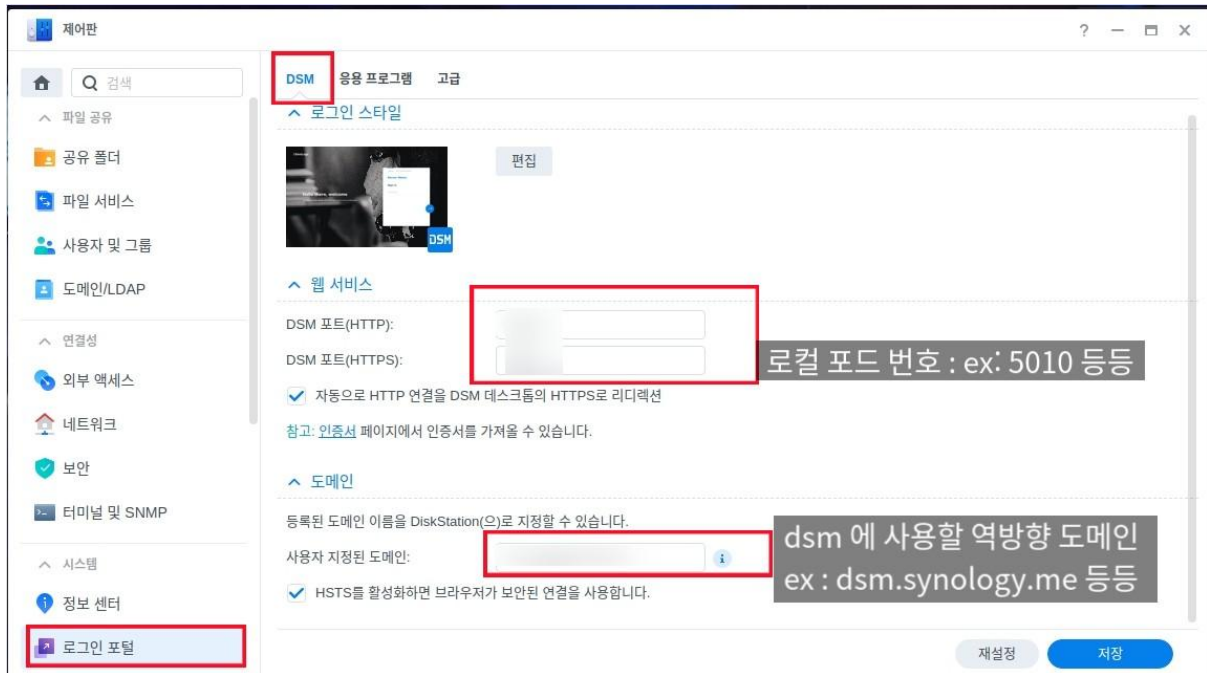 제어판
검색
파일 공유
공유 폴더
파일 서비스
사용자 및 그룹
도메인/LDAP
연결성
외부 액세스
네트워크
보안
터미널 및 SNMP
시스템
정보 센터
로그인 포털
DSM 응용 프로그램 고급
로그인 스타일
DSM
편집
웹 서비스
DSM 포트(HTTP):
DSM 포트(HTTPS):
로컬 포드 번호 : ex: 5010 등등
자동으로 HTTP 연결을 DSM 데스크톱의 HTTPS로 리디렉션
참고: 인증서 페이지에서 인증서를 가져올 수 있습니다.
도메인
등록된 도메인 이름을 DiskStation(으)로 지정할 수 있습니다.
사용자 지정된 도메인:
dsm 에 사용할 역방향 도메인
ex : dsm.synology.me 등등
HSTS를 활성화하면 브라우저가 보안된 연결을 사용합니다.
재설정 저장